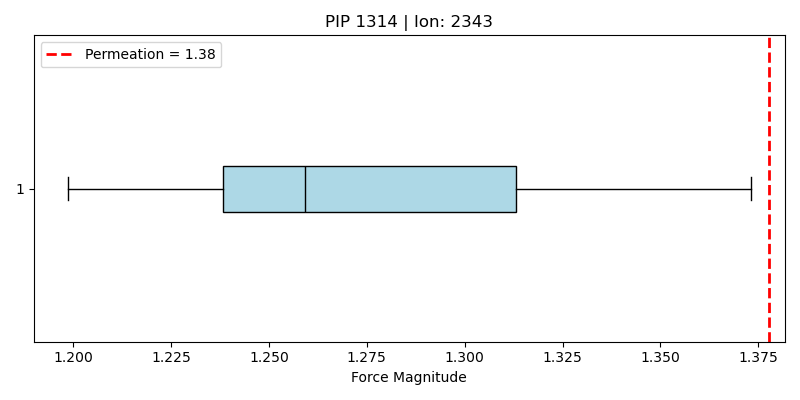 PIP 1314 | Ion: 2343
Permeation = 1.38
1
1.200 1.225 1.250 1.275 1.300 1.325 1.350 1.375
Force Magnitude